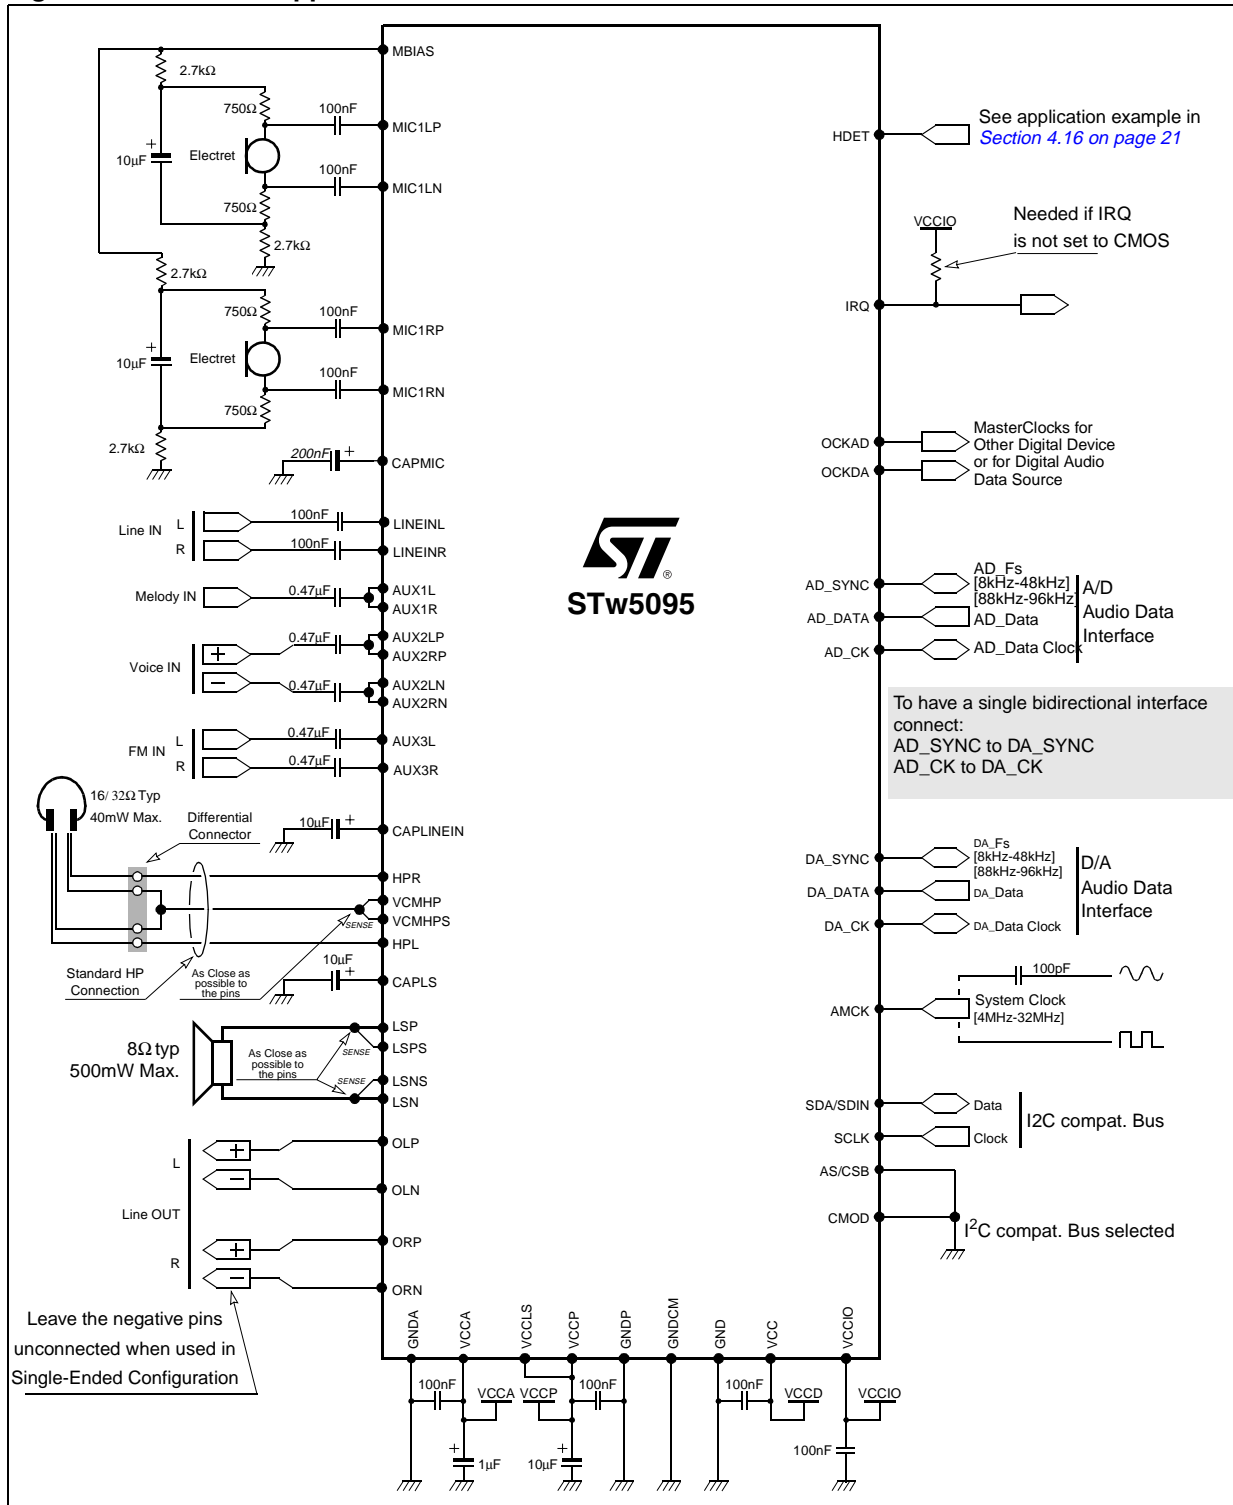 MBIAS
2.7kΩ
750Ω
100nF
MIC1LP
+
10µF
Electret
100nF
MIC1LN
750Ω
2.7kΩ
2.7kΩ
750Ω
100nF
MIC1RP
+
10µF
Electret
100nF
MIC1RN
750Ω
2.7kΩ
200nF
+
CAPMIC
Line IN
L
100nF
LINEINL
R
100nF
LINEINR
Melody IN
0.47µF
AUX1L
AUX1R
Voice IN
+
0.47µF
AUX2LP
AUX2RP
−
0.47µF
AUX2LN
AUX2RN
FM IN
L
0.47µF
AUX3L
R
0.47µF
AUX3R
16/ 32Ω Typ
40mW Max.
Differential
Connector
10µF
+
CAPLINEIN
HPR
VCMHP
SENSE
VCMHPS
HPL
Standard HP
Connection
As Close as
possible to
the pins
10µF
+
CAPLS
8Ω typ
500mW Max.
As Close as
possible to
the pins
LSP
SENSE
LSPS
SENSE
LSNS
LSN
Line OUT
L
+
OLP
−
OLN
R
+
ORP
−
ORN
Leave the negative pins
unconnected when used in
Single-Ended Configuration
ST
®
STw5095
HDET
See application example in
Section 4.16 on page 21
VCCIO
Needed if IRQ
is not set to CMOS
IRQ
OCKAD
OCKDA
MasterClocks for
Other Digital Device
or for Digital Audio
Data Source
AD_SYNC
AD_Fs
[8kHz-48kHz]
[88kHz-96kHz]
AD_DATA
AD_Data
AD_CK
AD_Data Clock
A/D
Audio Data
Interface
To have a single bidirectional interface
connect:
AD_SYNC to DA_SYNC
AD_CK to DA_CK
DA_SYNC
DA_Fs
[8kHz-48kHz]
[88kHz-96kHz]
DA_DATA
DA_Data
DA_CK
DA_Data Clock
D/A
Audio Data
Interface
100pF
AMCK
System Clock
[4MHz-32MHz]
SDA/SDIN
Data
SCLK
Clock
I2C compat. Bus
AS/CSB
CMOD
I²C compat. Bus selected
GNDA
VCCA
VCCLS
VCCP
GNDP
GNDCM
GND
VCC
VCCIO
100nF
VCCA
VCCP
100nF
100nF
VCCD
VCCIO
+
1µF
+
10µF
100nF